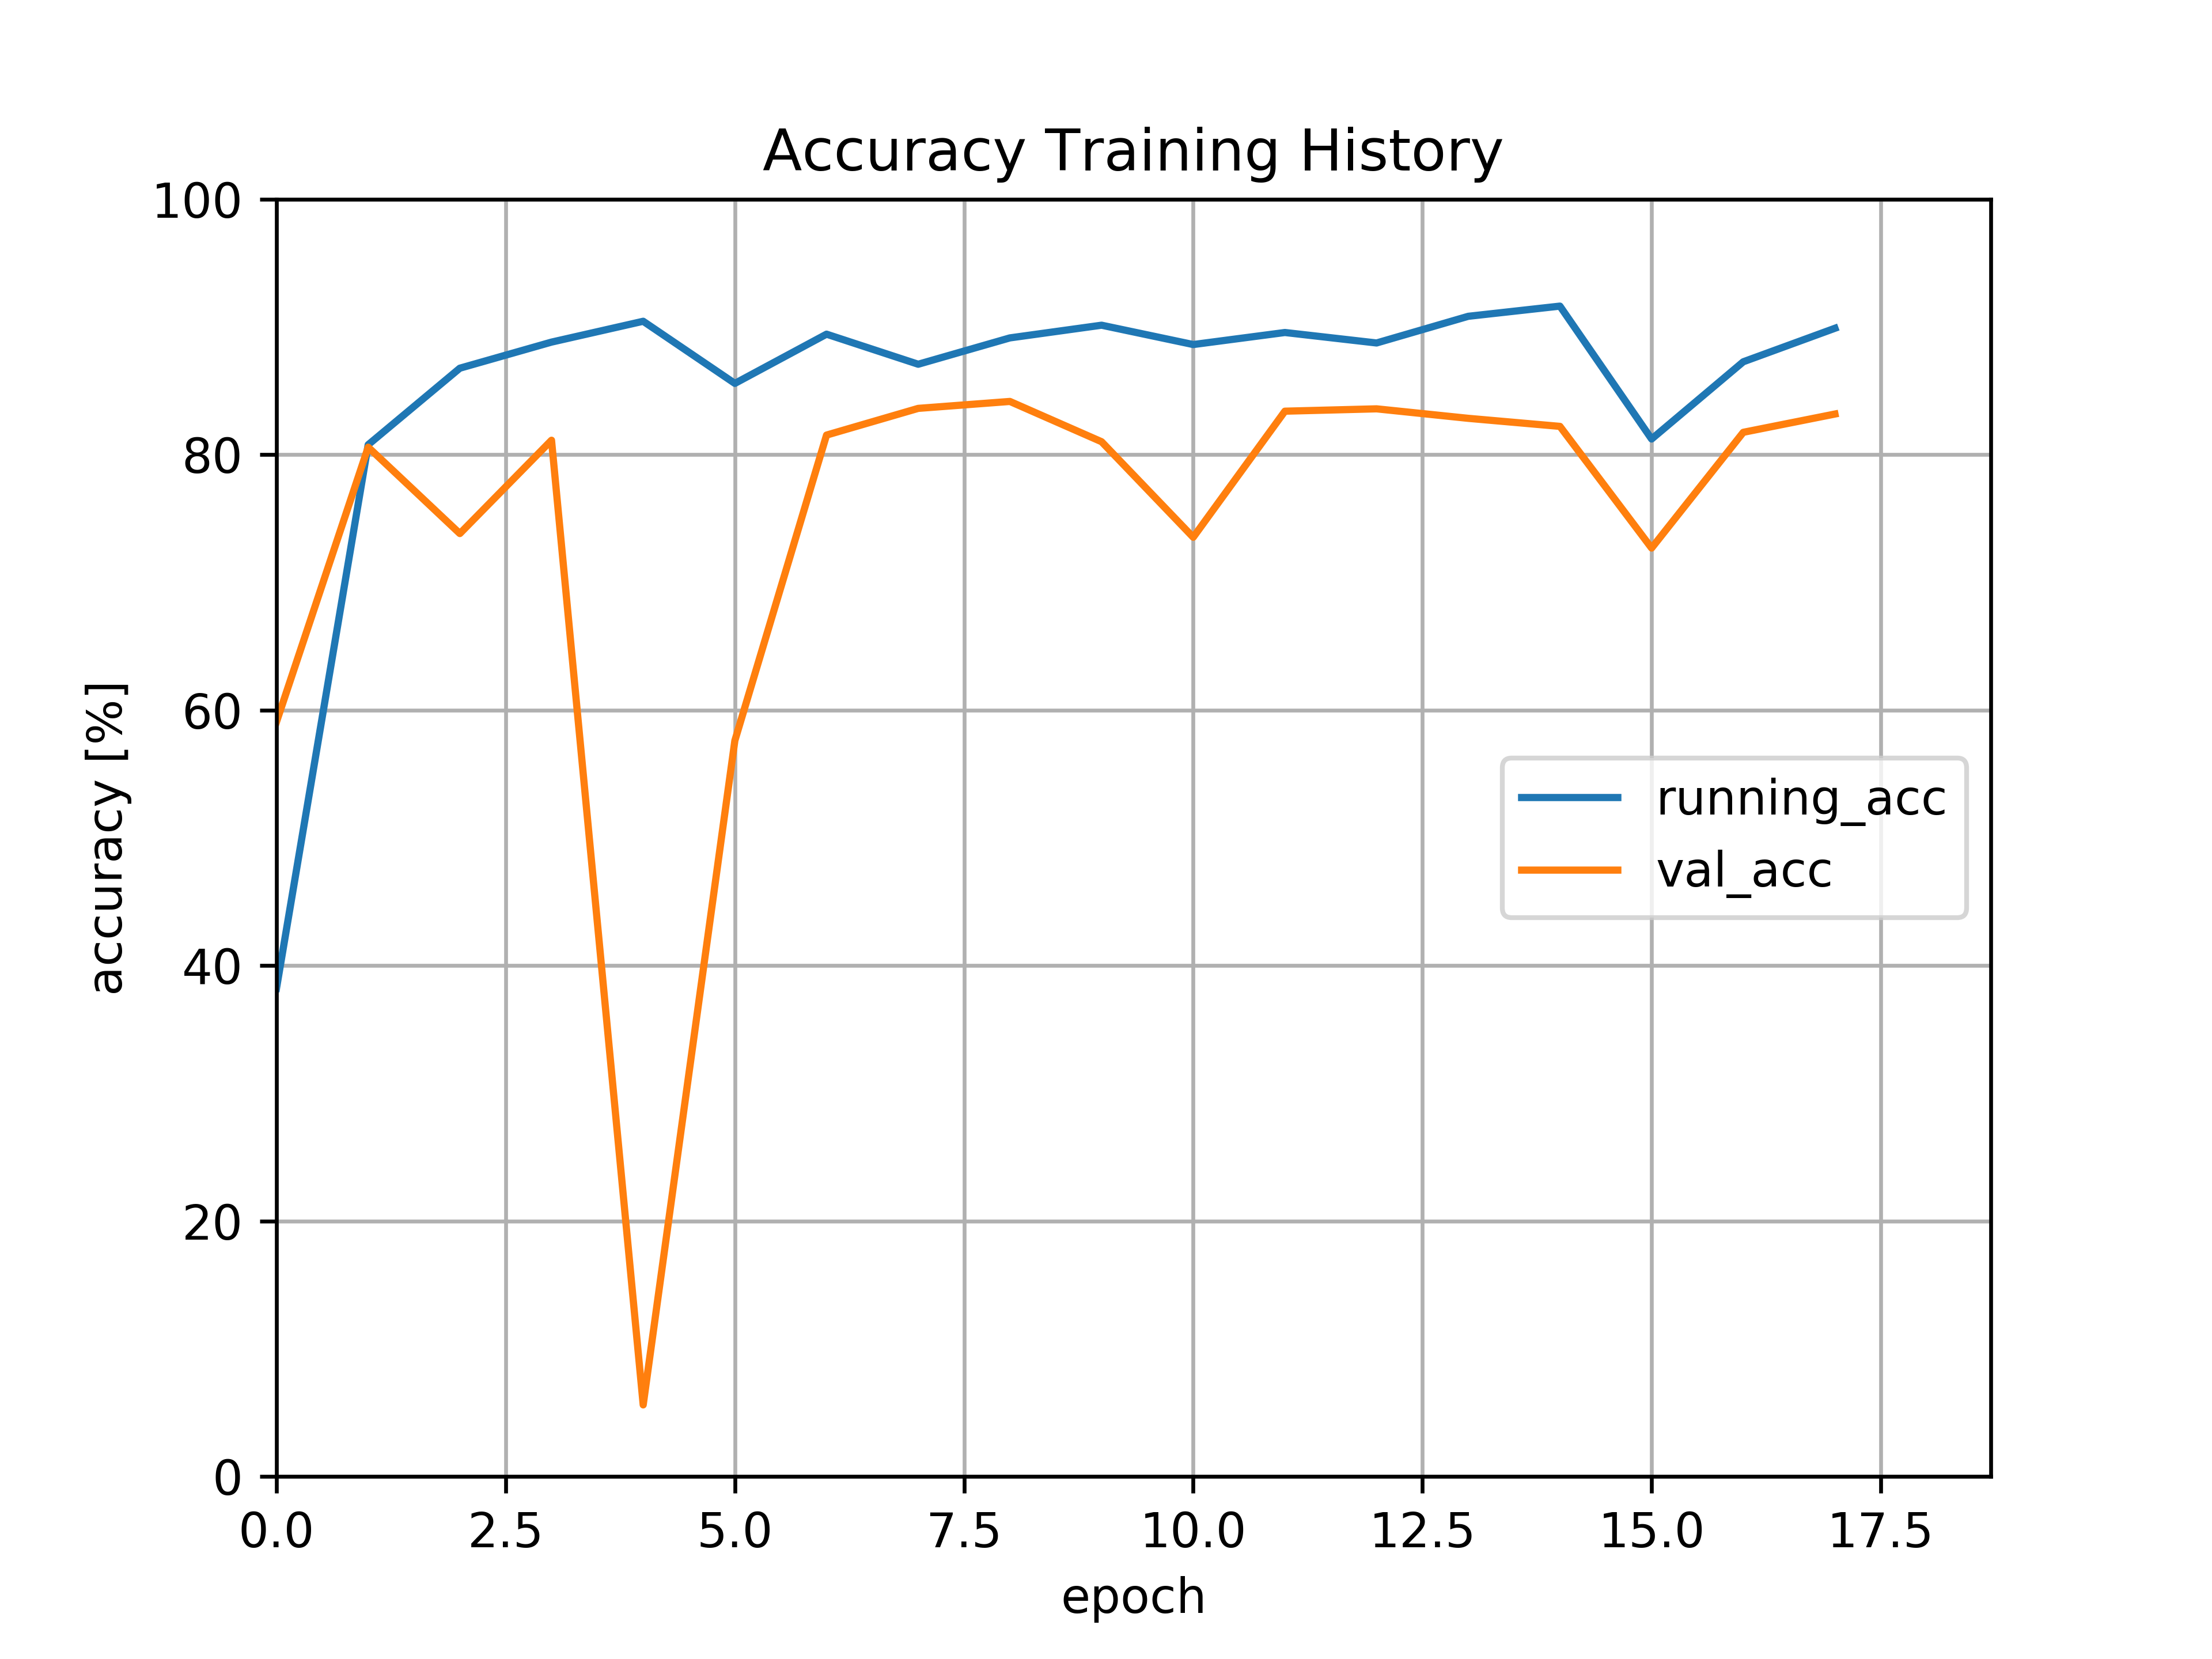 Accuracy Training History
100
80
60
40
20
0
accuracy [%]
running_acc
val_acc
0.0 2.5 5.0 7.5 10.0 12.5 15.0 17.5
epoch